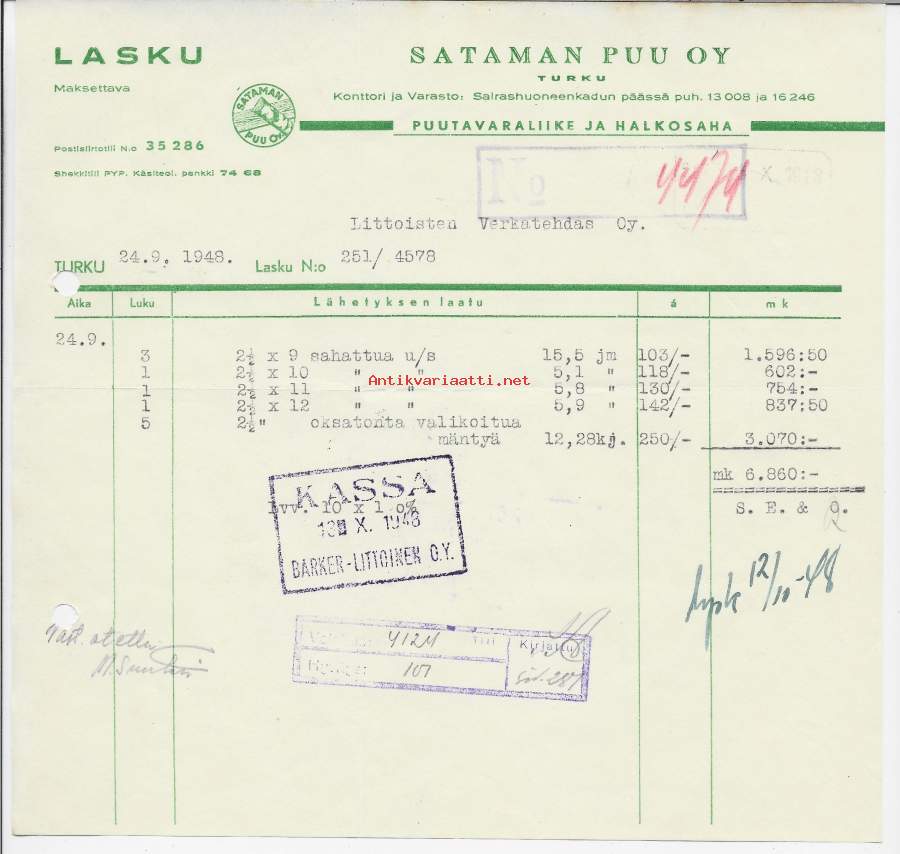 LASKU
SATAMAN PUU OY
TURKU
Maksettava
Konttori ja Varasto: Sairashuoneenkadun päässä puh. 13 008 ja 16 246
SATAMAN PUU OY
PUUTAVARALIIKE JA HALKOSAHA
Postisiirtotili N:o 35 286
Shekkitili PYP. Käsiteol. pankki 74 68
No
Littoisten Verkatehdas Oy.
TURKU 24.9. 1948. Lasku N:o 251/ 4578
Aika Luku Lähetyksen laatu á mk
24.9.
3 2½ x 9 sahattua u/s 15,5 jm 103/- 1.596:50
1 2½ x 10 " " 5,1 " 118/- 602:-
Antikvariaatti.net
1 2½ x 11 " " 5,8 " 130/- 754:-
1 2½ x 12 " " 5,9 " 142/- 837:50
5 2½" oksatonta valikoitua
mäntyä 12,28kj. 250/- 3.070:-
mk 6.860:-
S. E. & O.
KASSA
lvv. 10 x 1 o%
X. 1948
BARKER-LITTOINEN O.Y.
12/10-48
4121 Tili Kirjattu
101